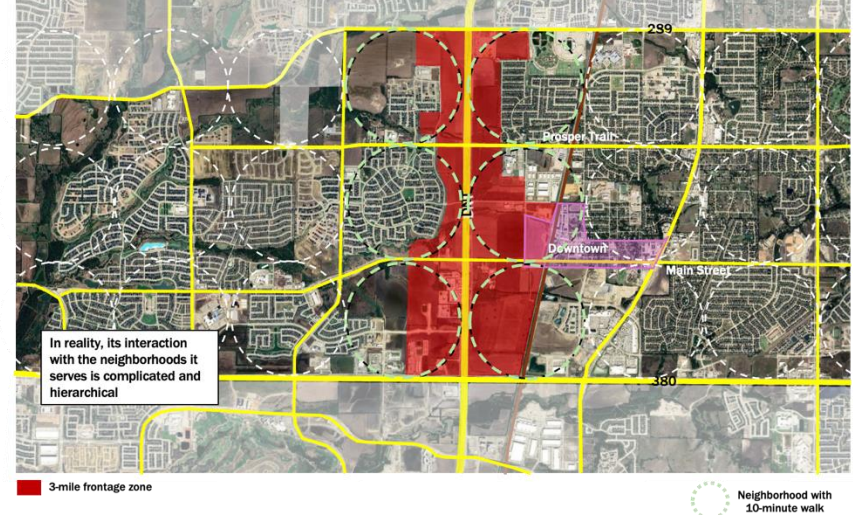 289
Prosper Trail
DNT
Downtown
Main Street
In reality, its interaction
with the neighborhoods it
serves is complicated and
hierarchical
380
3-mile frontage zone
Neighborhood with
10-minute walk